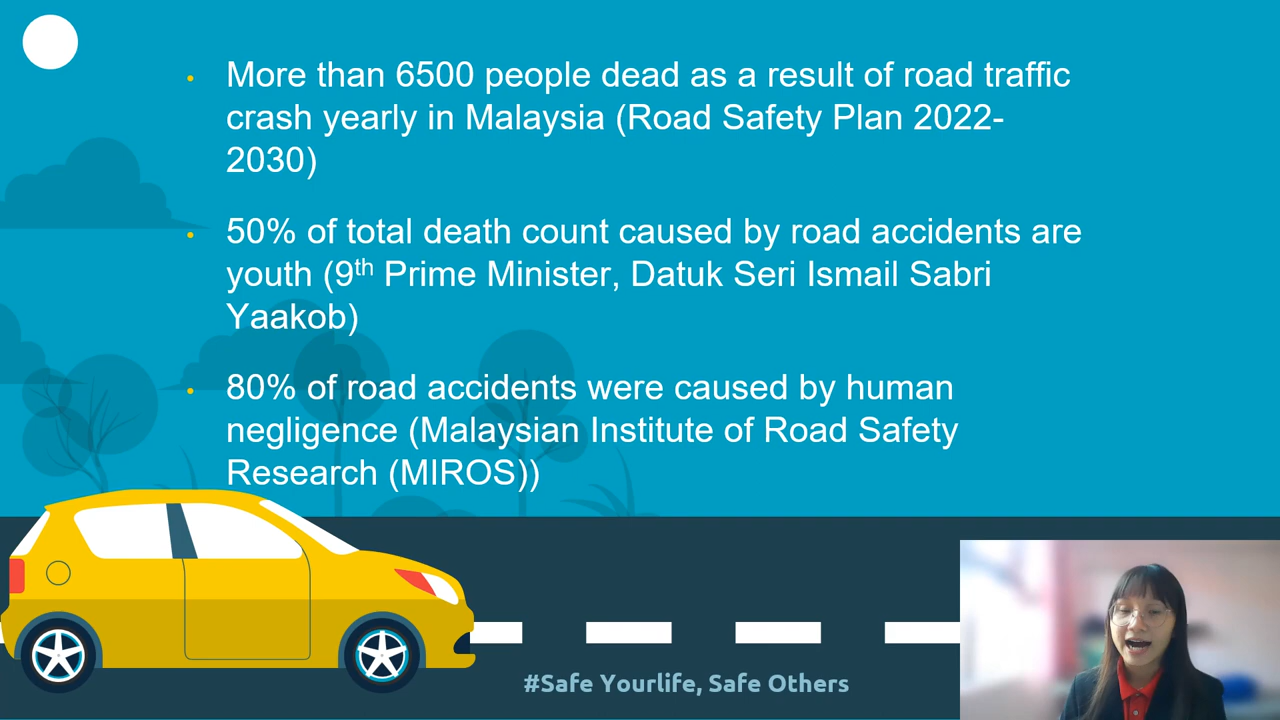 More than 6500 people dead as a result of road traffic
crash yearly in Malaysia (Road Safety Plan 2022-
2030)
50% of total death count caused by road accidents are
youth (9th Prime Minister, Datuk Seri Ismail Sabri
Yaakob)
80% of road accidents were caused by human
negligence (Malaysian Institute of Road Safety
Research (MIROS))
#Safe Yourlife, Safe Others